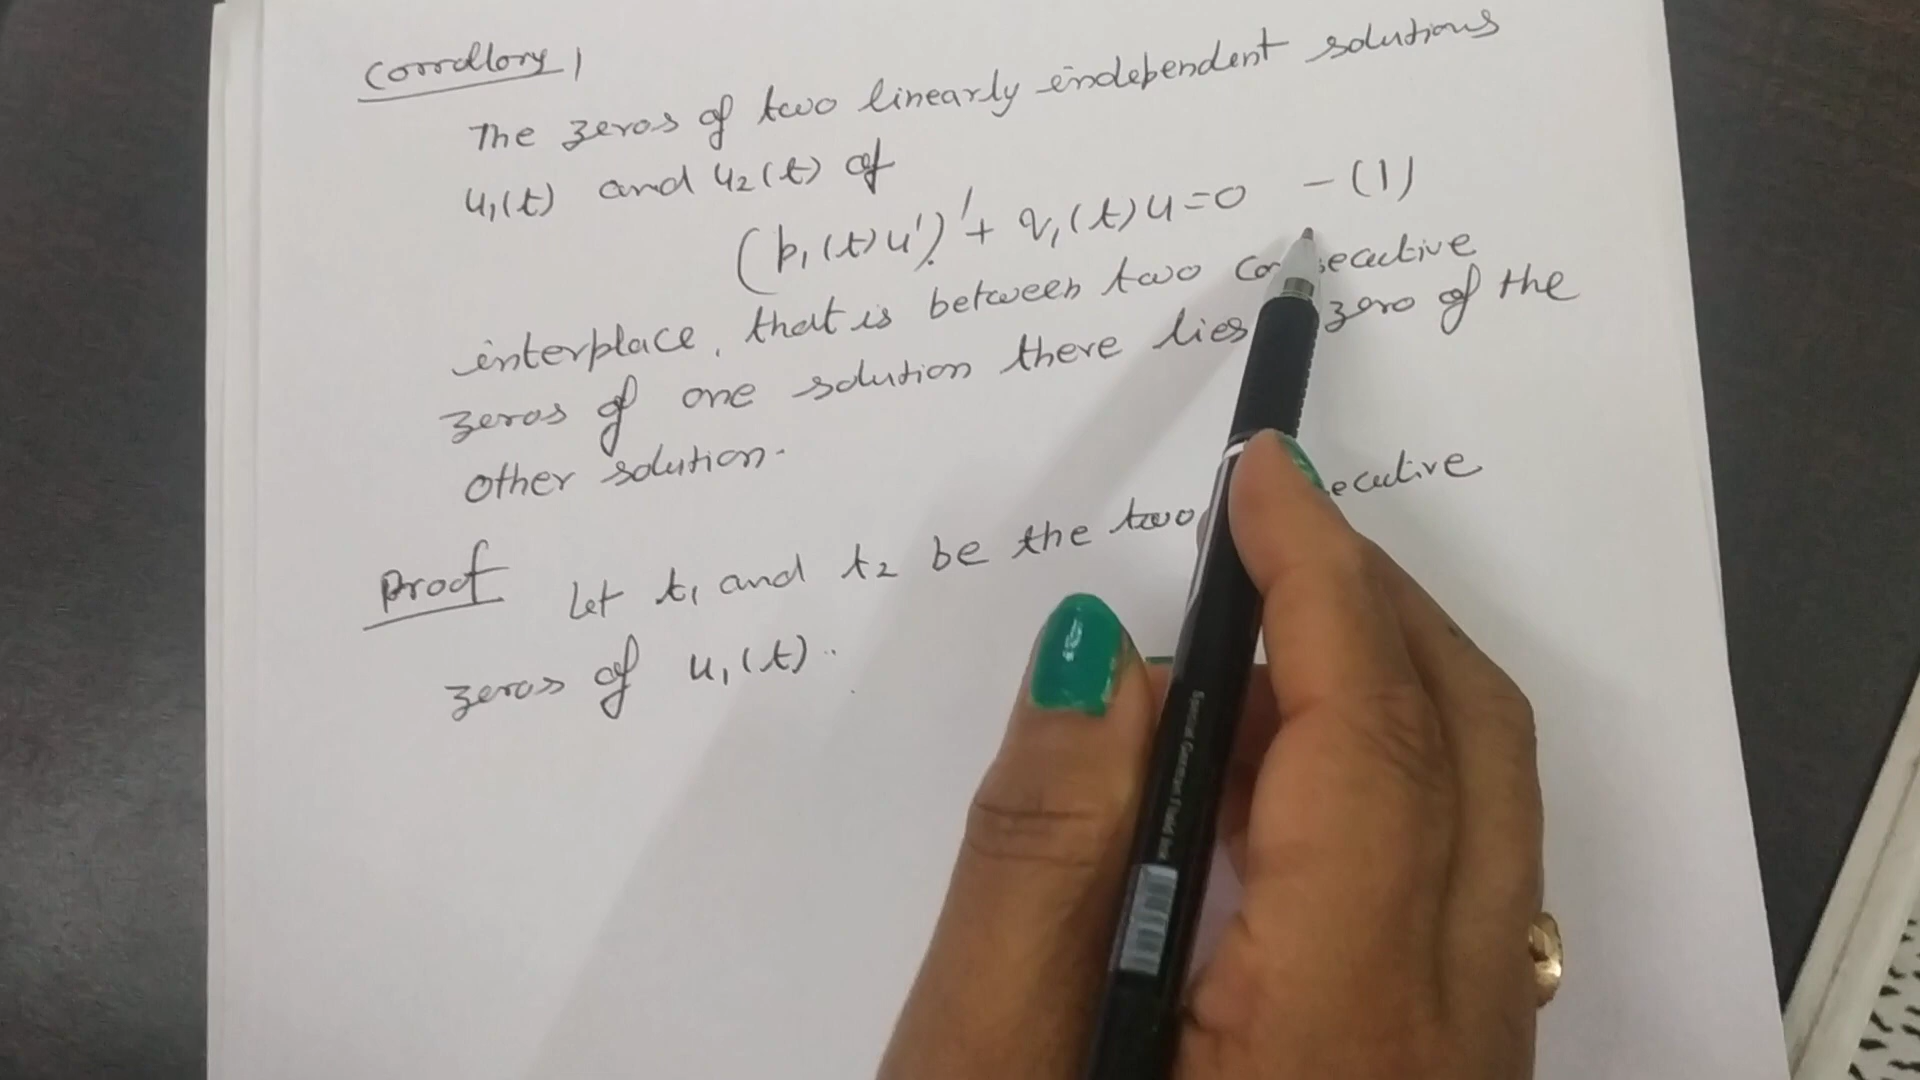 Corrollory 1
The zeros of two linearly independent solutions
u₁(t) and u₂(t) of
(p₁(t)u')' + q₁(t)u = 0 - (1)
interplace, that is between two consecutive
zeros of one solution there lies zero of the
other solution.
Proof Let t₁ and t₂ be the two
zeros of u₁(t).